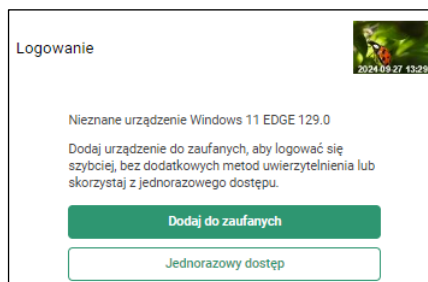 Logowanie
2024-09-27 13:29
Nieznane urządzenie Windows 11 EDGE 129.0
Dodaj urządzenie do zaufanych, aby logować się
szybciej, bez dodatkowych metod uwierzytelnienia lub
skorzystaj z jednorazowego dostępu.
Dodaj do zaufanych
Jednorazowy dostęp